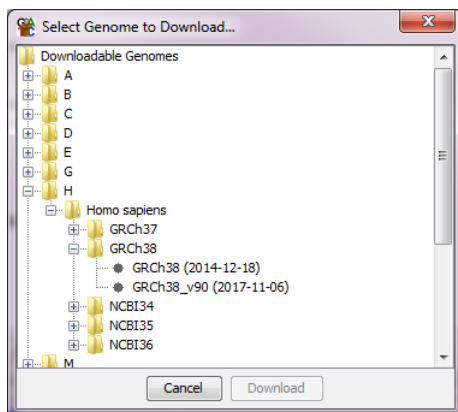 Select Genome to Download...
Downloadable Genomes
A
B
C
D
E
G
H
Homo sapiens
GRCh37
GRCh38
GRCh38 (2014-12-18)
GRCh38_v90 (2017-11-06)
NCBI34
NCBI35
NCBI36
M
Cancel Download